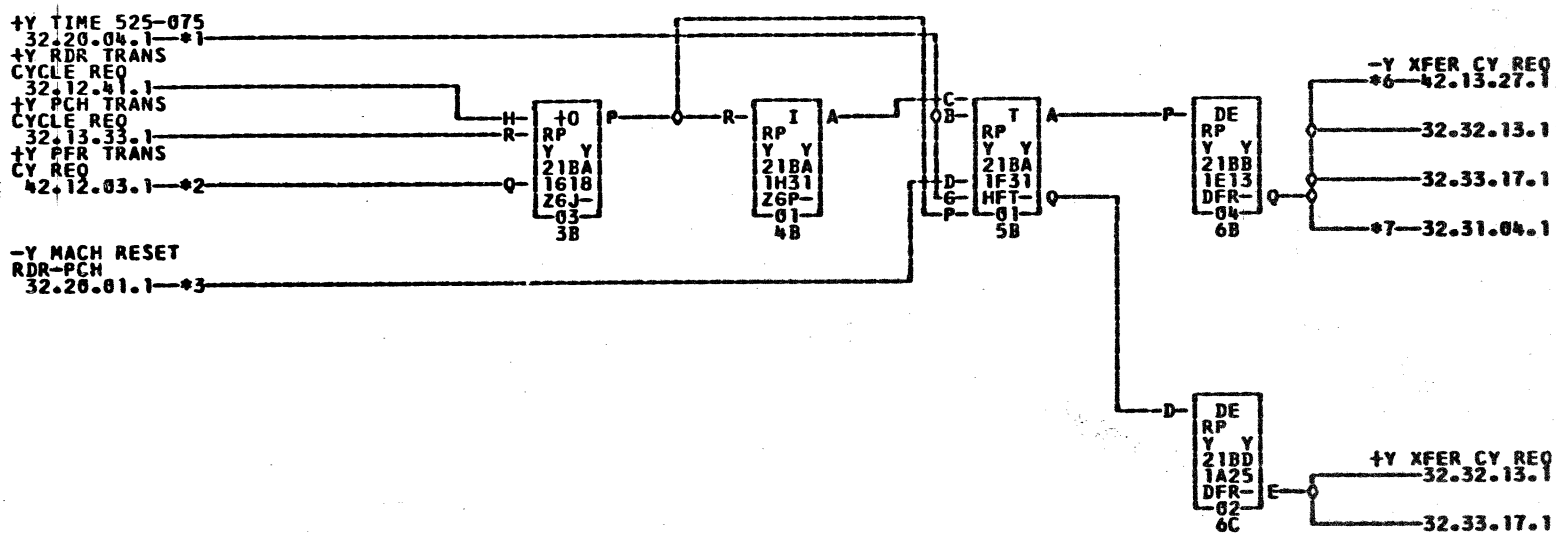 +Y TIME 525-075
32.20.04.1—*1
+Y RDR TRANS
CYCLE REQ
32.12.41.1
+Y PCH TRANS
CYCLE REQ
32.13.33.1
+Y PFR TRANS
CY REQ
42.12.03.1—*2
-Y MACH RESET
RDR-PCH
32.20.01.1—*3
H +O P
R RP
Y Y
21BA
1618
Q ZGJ-
03
3B
R I A
RP
Y Y
21BA
1H31
ZGP-
01
4B
C
B T A
RP
Y Y
21BA
D 1F31
G HFT- Q
P 01
5B
P DE
RP
Y Y
21BB
1E13
DFR- Q
04
6B
-Y XFER CY REQ
*6—42.13.27.1
32.32.13.1
32.33.17.1
*7—32.31.04.1
D DE
RP
Y Y
21BD
1A25
DFR- E
02
6C
+Y XFER CY REQ
32.32.13.1
32.33.17.1